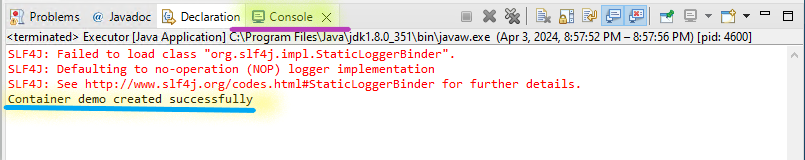 Problems @ Javadoc Declaration Console
<terminated> Executor [Java Application] C:\Program Files\Java\jdk1.8.0_351\bin\javaw.exe (Apr 3, 2024, 8:57:52 PM – 8:57:56 PM) [pid: 4600]
SLF4J: Failed to load class "org.slf4j.impl.StaticLoggerBinder".
SLF4J: Defaulting to no-operation (NOP) logger implementation
SLF4J: See http://www.slf4j.org/codes.html#StaticLoggerBinder for further details.
Container demo created successfully